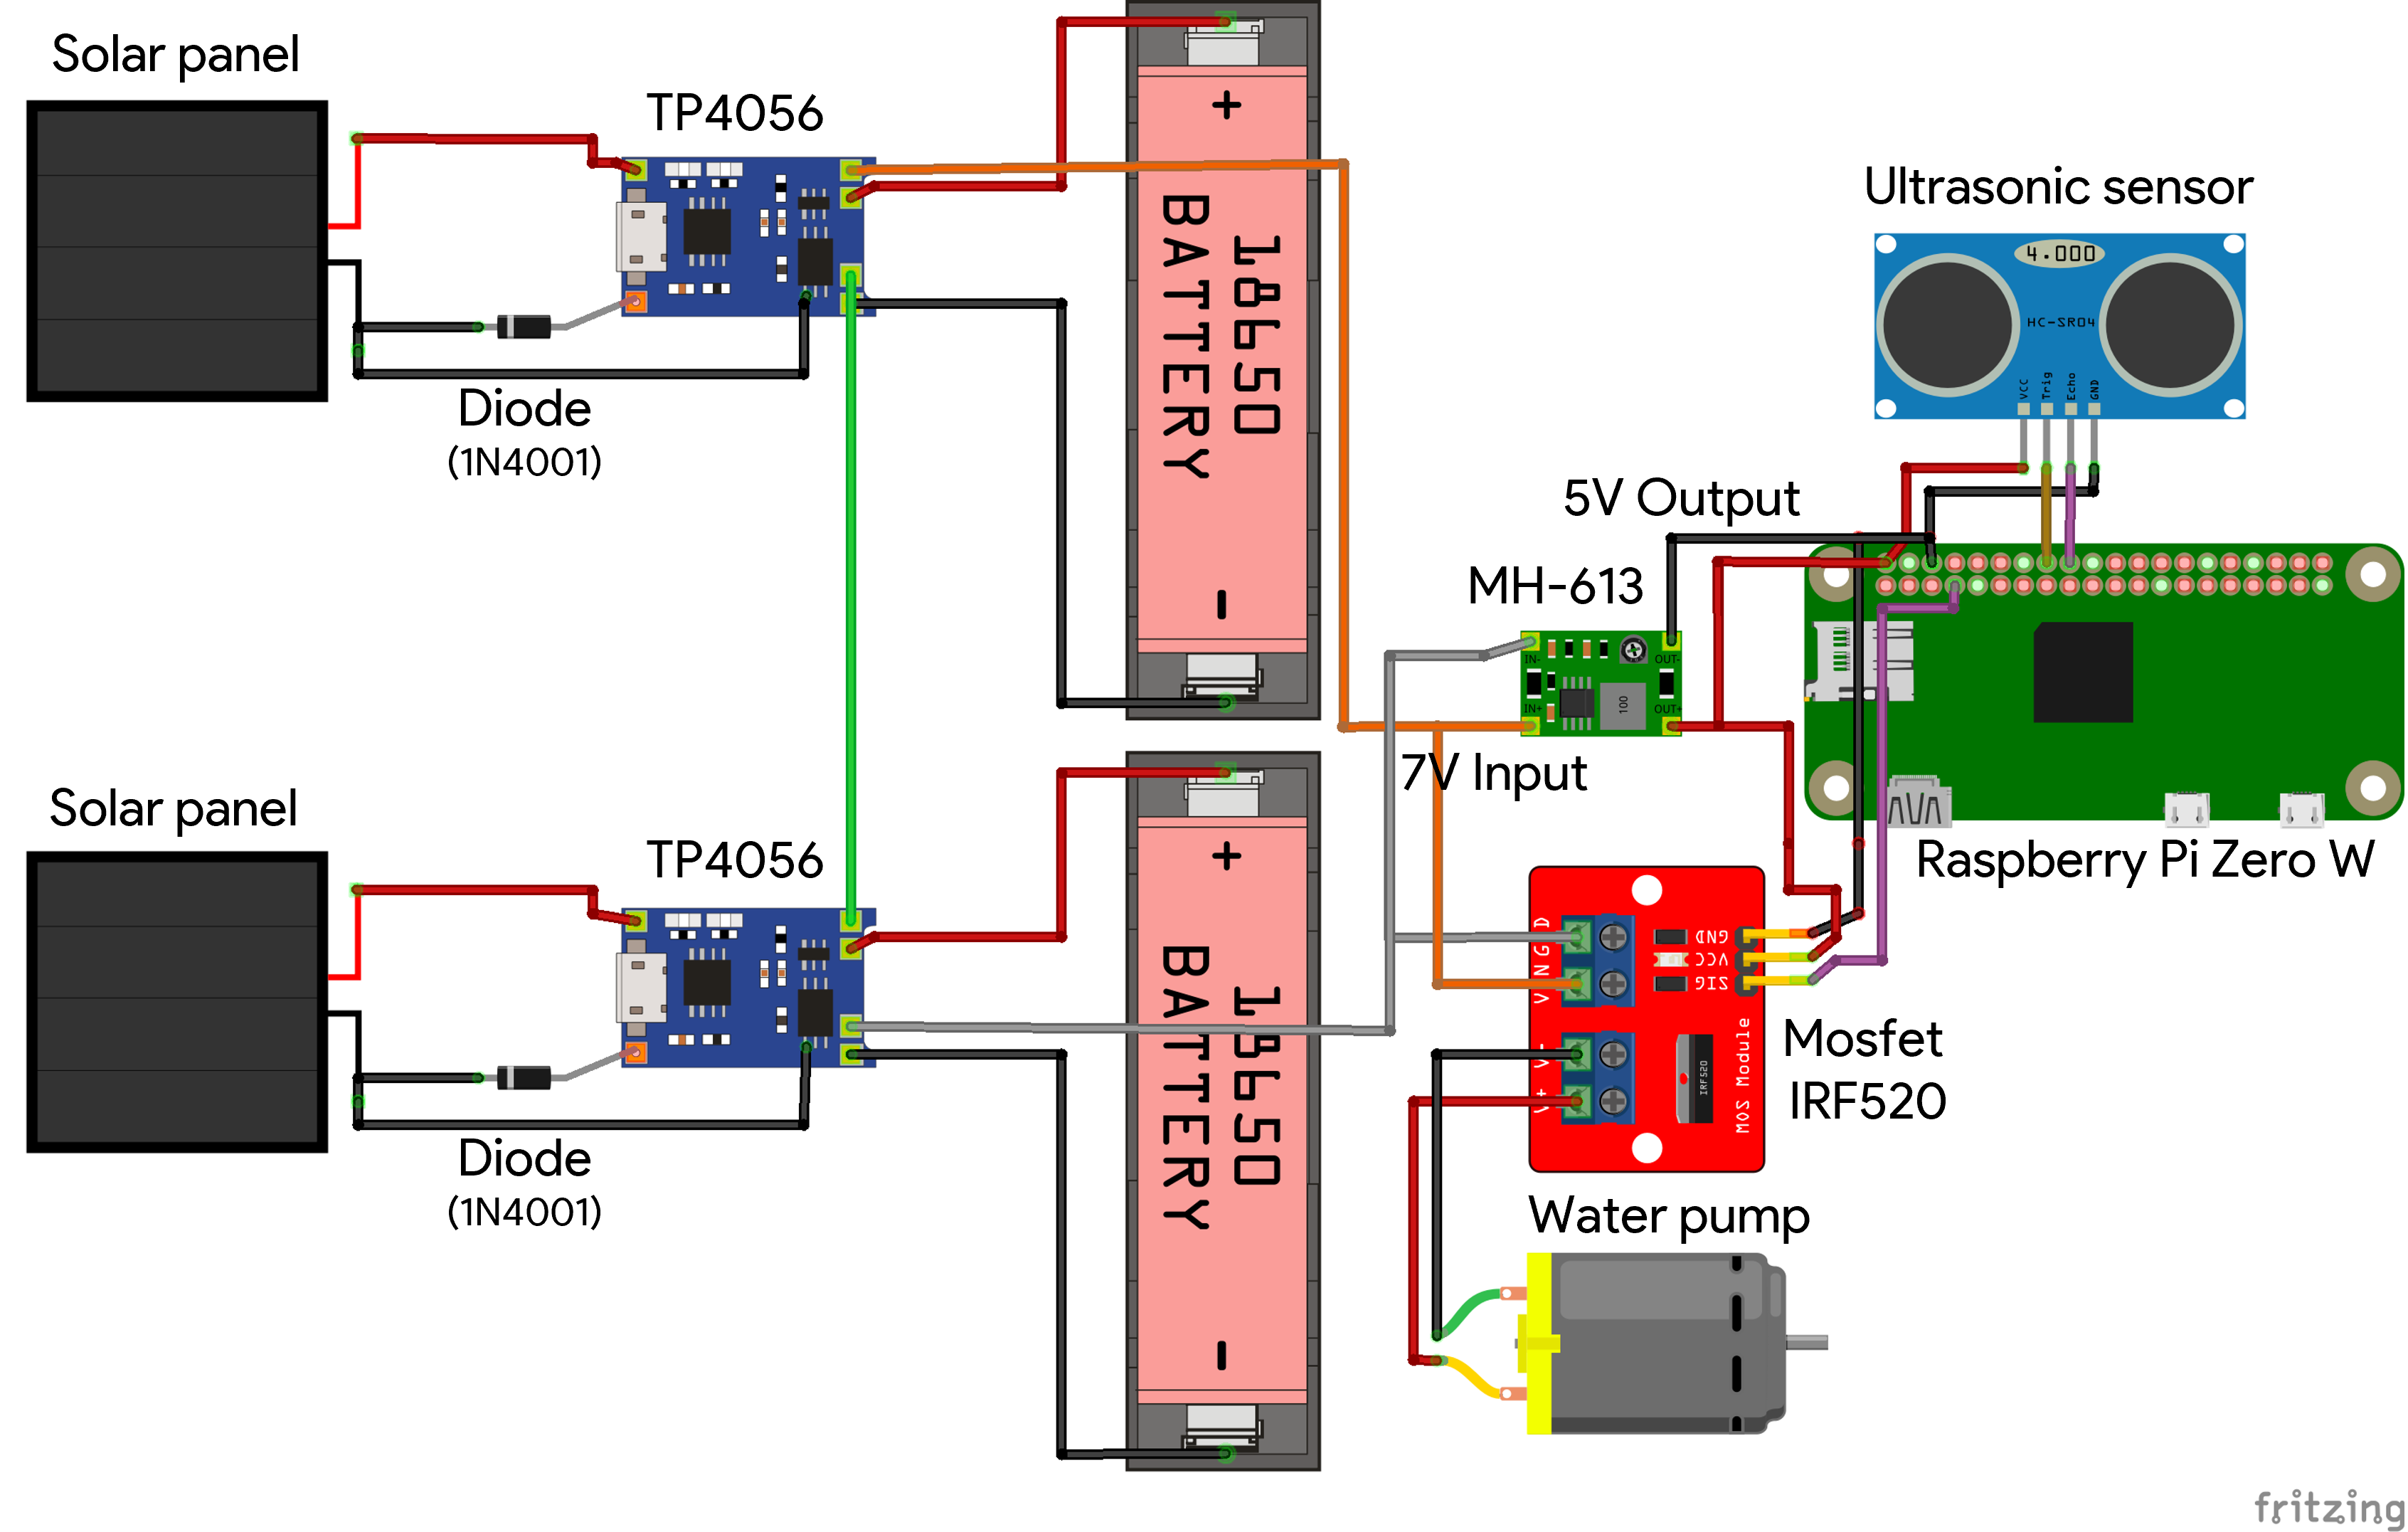 Solar panel
TP4056
Diode
(1N4001)
+
18650
BATTERY
-
Ultrasonic sensor
4.000
HC-SR04
VCC
Trig
Echo
GND
5V Output
MH-613
IN-
OUT-
IN+
OUT+
100
7V Input
Raspberry Pi Zero W
Solar panel
TP4056
Diode
(1N4001)
+
18650
BATTERY
-
GND
VIN
V-
V+
GND
VCC
SIG
IRF520
MOS Module
Mosfet
IRF520
Water pump
fritzing